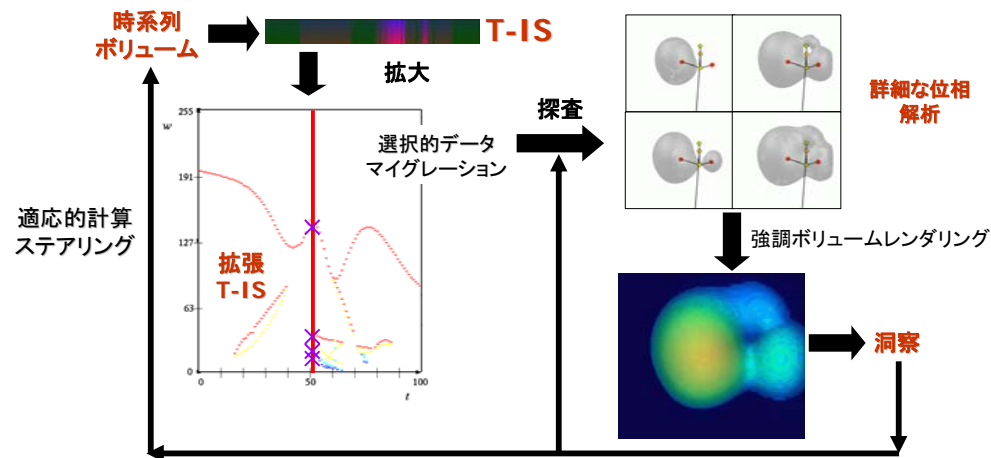 時系列
ボリューム
T-IS
拡大
探査
詳細な位相
解析
選択的データ
マイグレーション
適応的計算
ステアリング
拡張
T-IS
255
w
191
127
63
0
0
50
100
t
強調ボリュームレンダリング
洞察